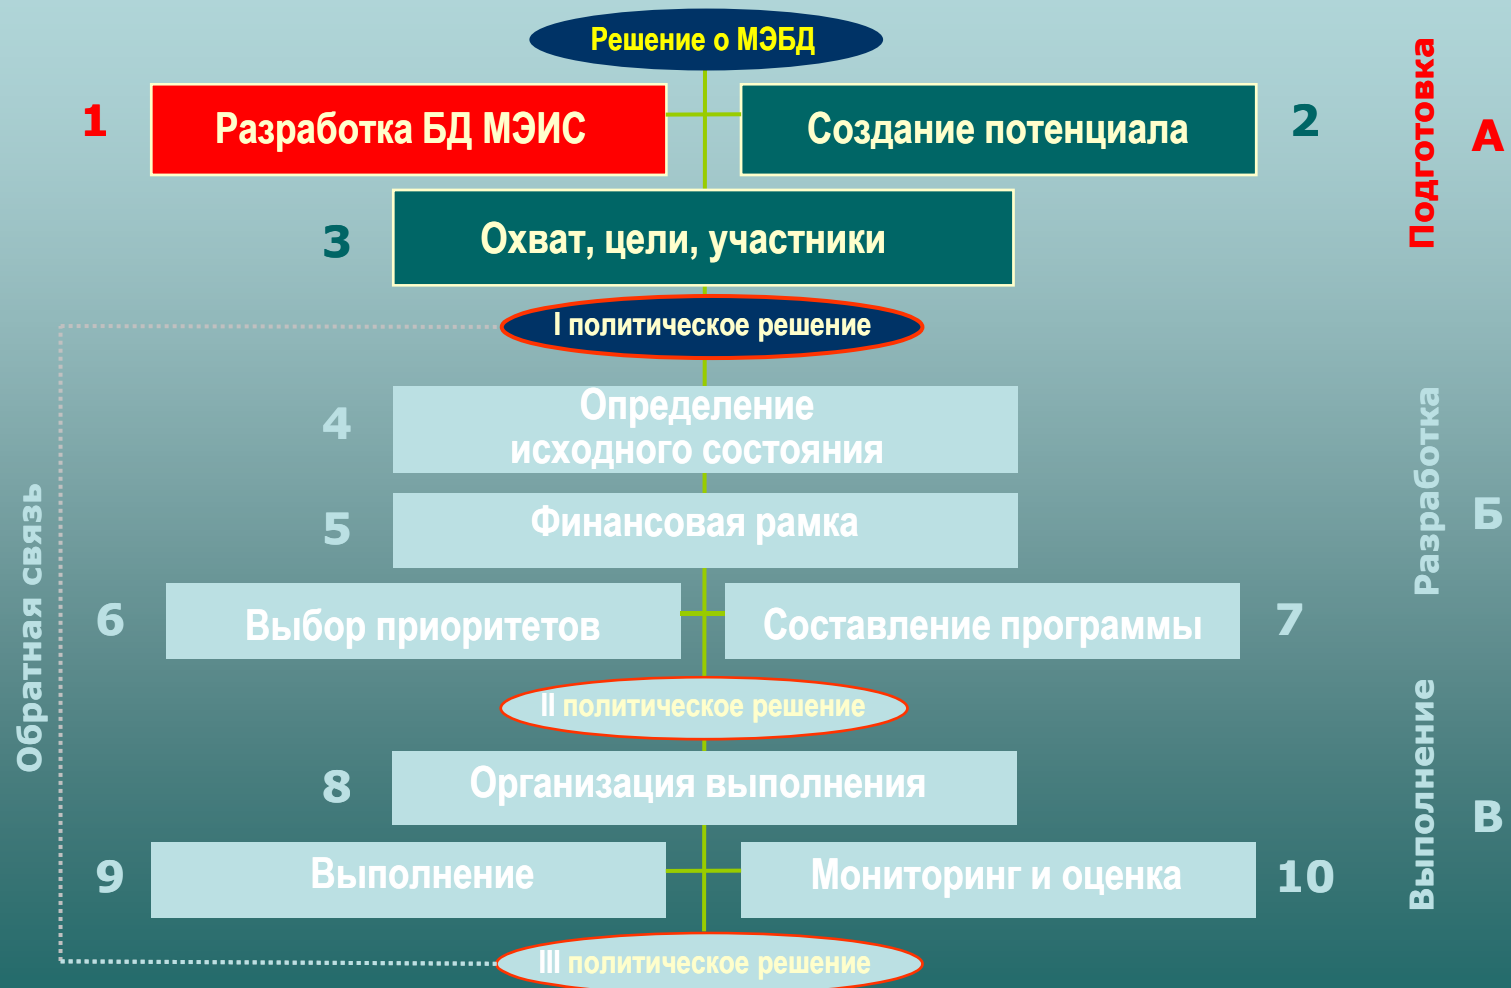 Решение о МЭБД
1
Разработка БД МЭИС
Создание потенциала
2
3
Охват, цели, участники
Подготовка
А
I политическое решение
4
Определение
исходного состояния
5
Финансовая рамка
Разработка
Б
6
Выбор приоритетов
Составление программы
7
II политическое решение
8
Организация выполнения
9
Выполнение
Мониторинг и оценка
10
Выполнение
В
III политическое решение
Обратная связь